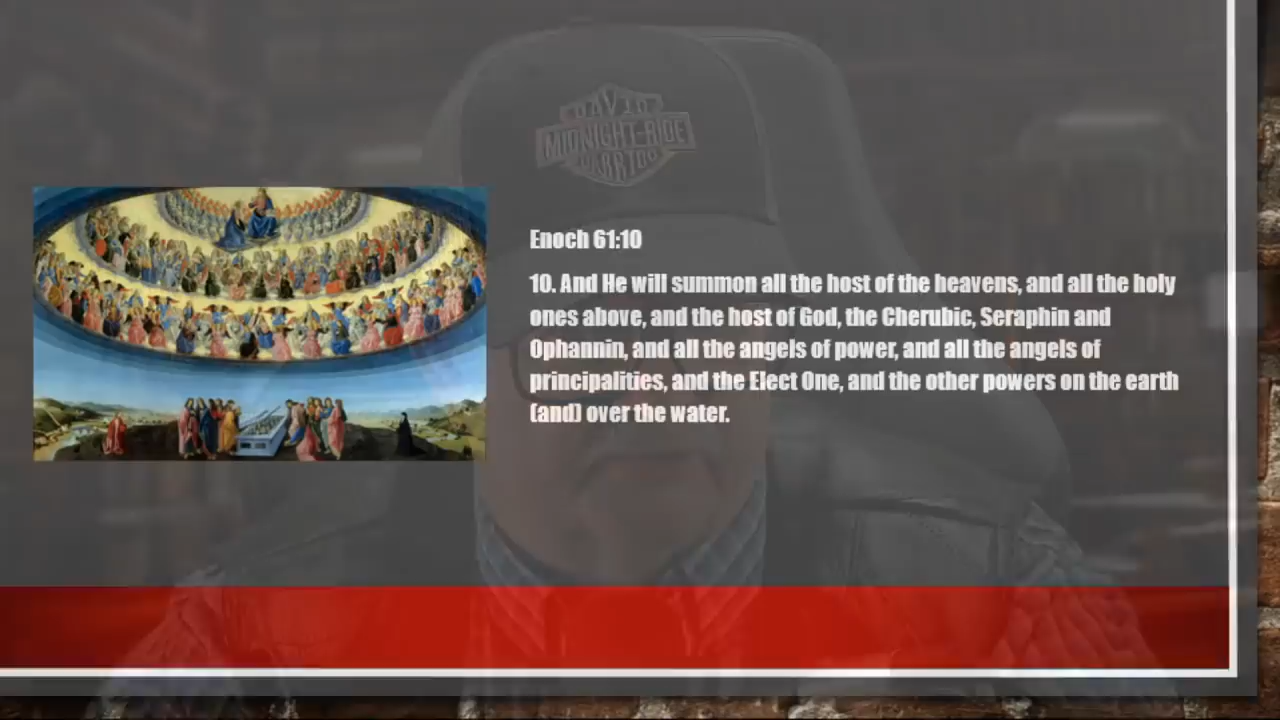 DAVID
MIDNIGHT-RIDE
Enoch 61:10
10. And He will summon all the host of the heavens, and all the holy
ones above, and the host of God, the Cherubic, Seraphin and
Ophannin, and all the angels of power, and all the angels of
principalities, and the Elect One, and the other powers on the earth
(and) over the water.